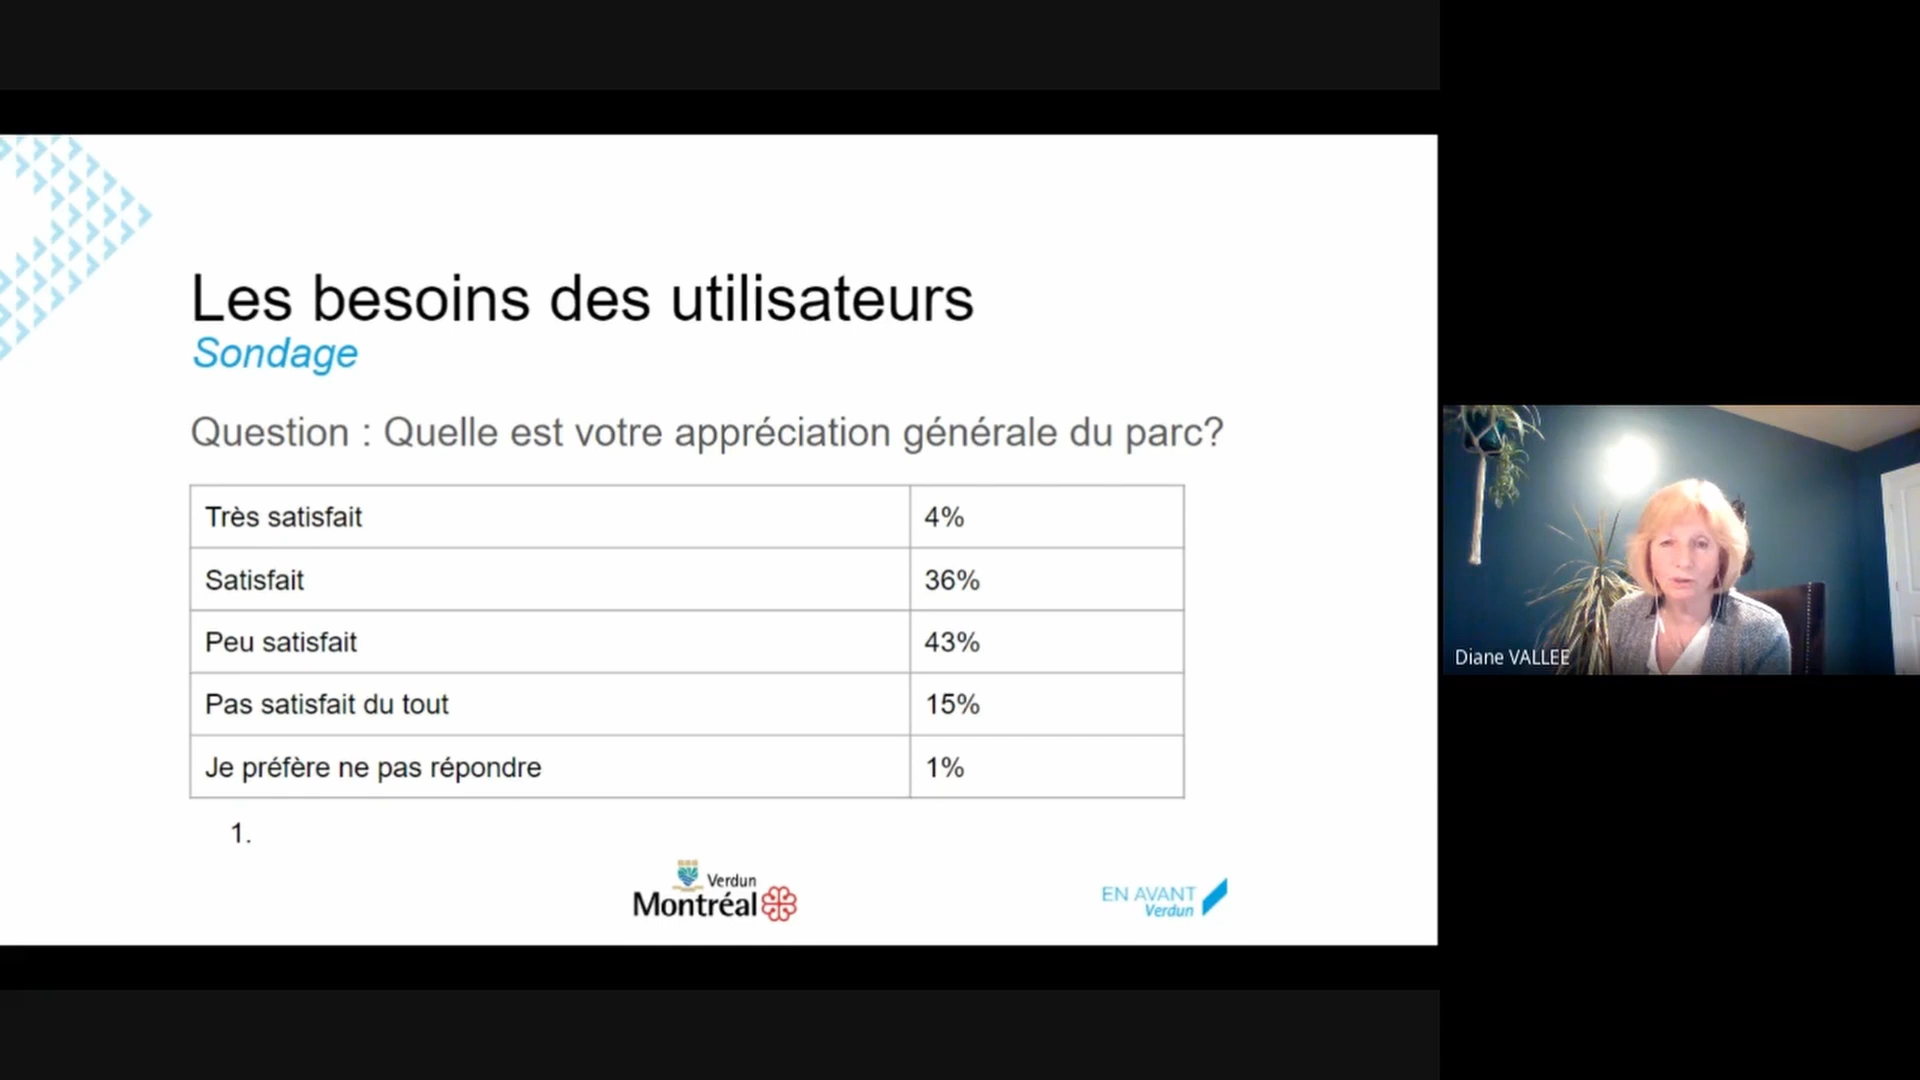 Les besoins des utilisateurs
Sondage
Question : Quelle est votre appréciation générale du parc?
Très satisfait 4%
Satisfait 36%
Peu satisfait 43%
Pas satisfait du tout 15%
Je préfère ne pas répondre 1%
1.
Verdun
Montréal
EN AVANT
Verdun
Diane VALLEE